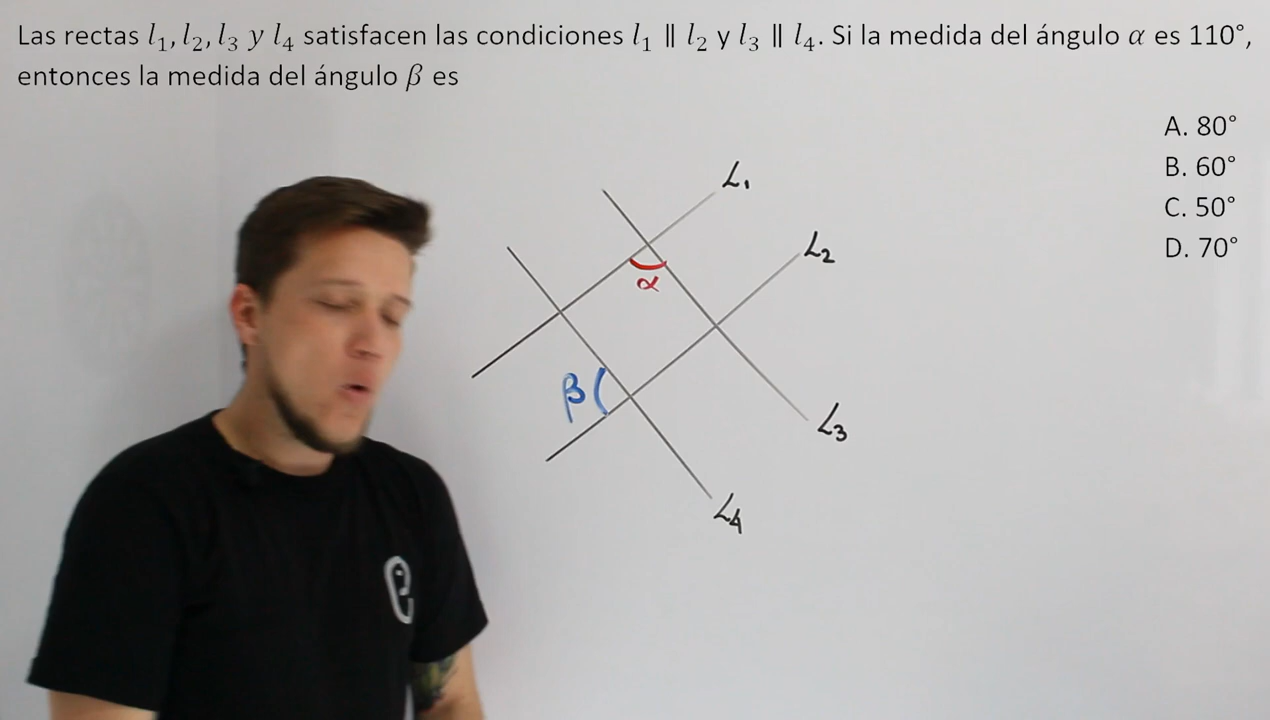 Las rectas l₁, l₂, l₃ y l₄ satisfacen las condiciones l₁ ∥ l₂ y l₃ ∥ l₄. Si la medida del ángulo α es 110°,
entonces la medida del ángulo β es
A. 80°
B. 60°
C. 50°
D. 70°
L₁
L₂
α
β
L₃
L₄